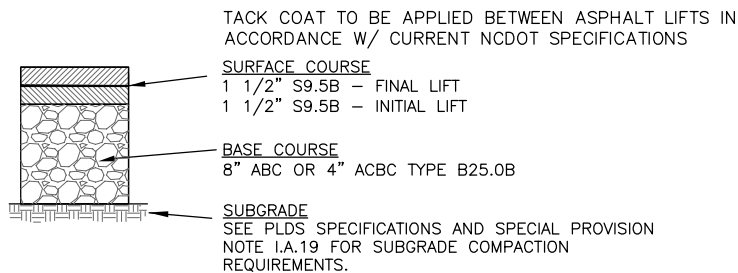 TACK COAT TO BE APPLIED BETWEEN ASPHALT LIFTS IN
ACCORDANCE W/ CURRENT NCDOT SPECIFICATIONS
SURFACE COURSE
1 1/2" S9.5B – FINAL LIFT
1 1/2" S9.5B – INITIAL LIFT
BASE COURSE
8" ABC OR 4" ACBC TYPE B25.0B
SUBGRADE
SEE PLDS SPECIFICATIONS AND SPECIAL PROVISION
NOTE I.A.19 FOR SUBGRADE COMPACTION
REQUIREMENTS.